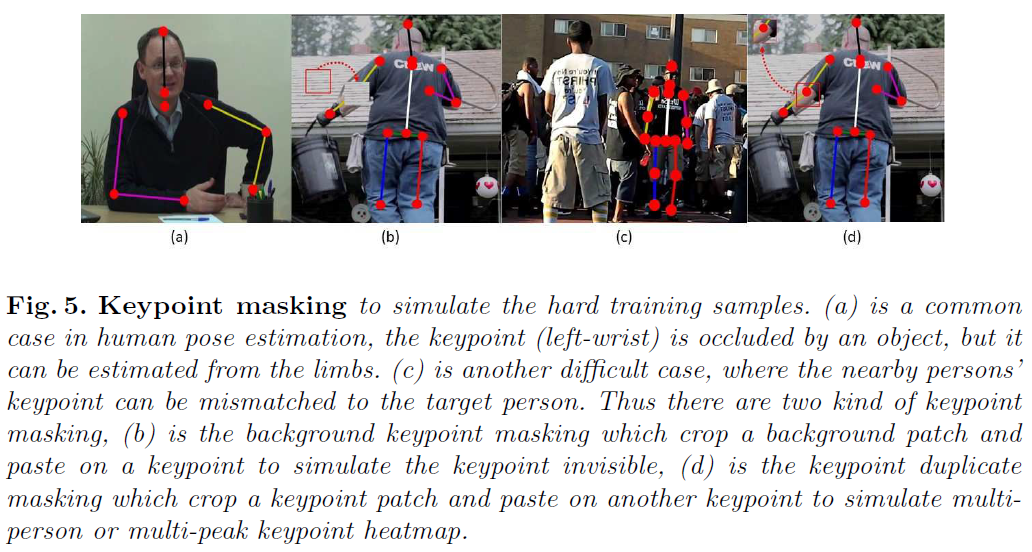 (a)
(b)
(c)
(d)
Fig. 5. Keypoint masking to simulate the hard training samples. (a) is a common
case in human pose estimation, the keypoint (left-wrist) is occluded by an object, but it
can be estimated from the limbs. (c) is another difficult case, where the nearby persons'
keypoint can be mismatched to the target person. Thus there are two kind of keypoint
masking, (b) is the background keypoint masking which crop a background patch and
paste on a keypoint to simulate the keypoint invisible, (d) is the keypoint duplicate
masking which crop a keypoint patch and paste on another keypoint to simulate multi-
person or multi-peak keypoint heatmap.